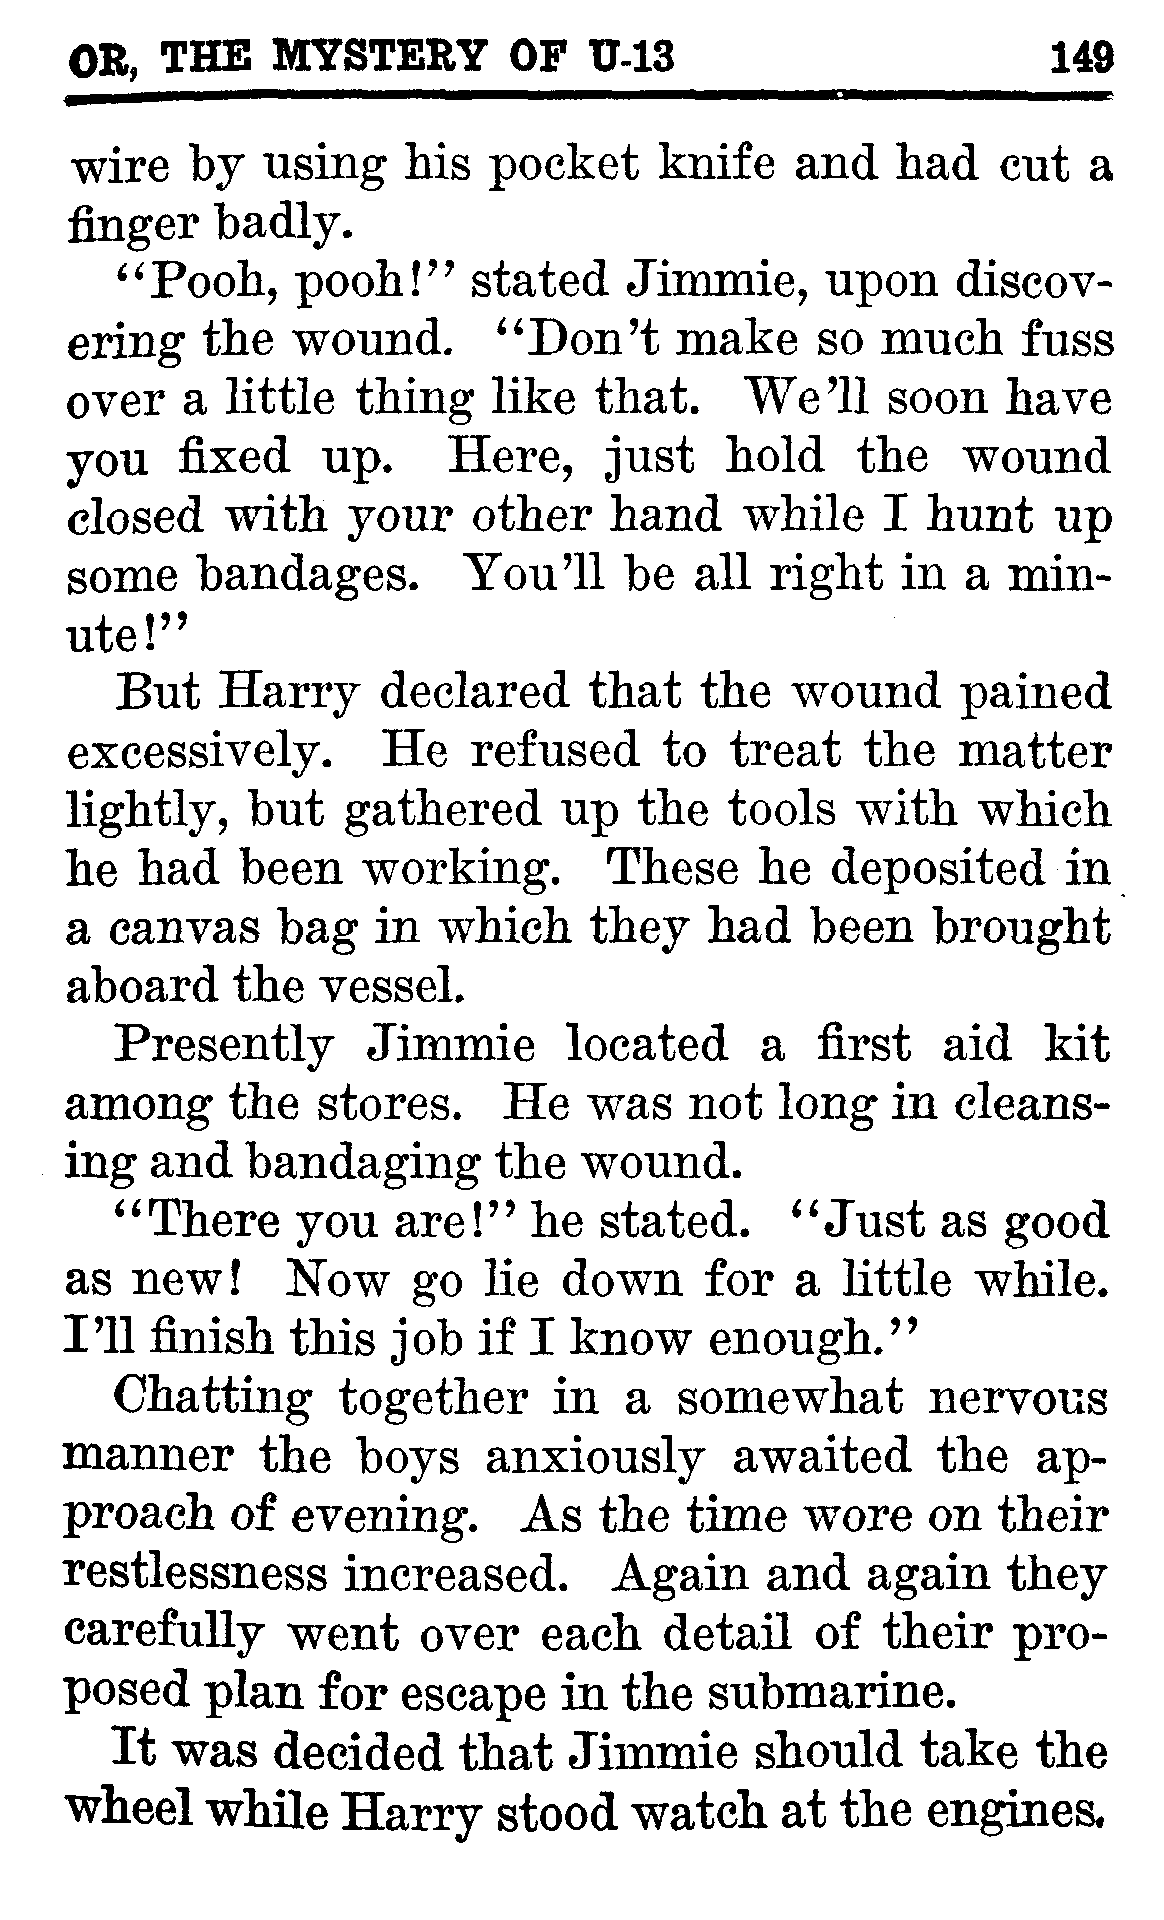 OR, THE MYSTERY OF U-13 149
wire by using his pocket knife and had cut a
finger badly.
"Pooh, pooh!" stated Jimmie, upon discov-
ering the wound. "Don't make so much fuss
over a little thing like that. We'll soon have
you fixed up. Here, just hold the wound
closed with your other hand while I hunt up
some bandages. You'll be all right in a min-
ute!"
But Harry declared that the wound pained
excessively. He refused to treat the matter
lightly, but gathered up the tools with which
he had been working. These he deposited in
a canvas bag in which they had been brought
aboard the vessel.
Presently Jimmie located a first aid kit
among the stores. He was not long in cleans-
ing and bandaging the wound.
"There you are!" he stated. "Just as good
as new! Now go lie down for a little while.
I'll finish this job if I know enough."
Chatting together in a somewhat nervous
manner the boys anxiously awaited the ap-
proach of evening. As the time wore on their
restlessness increased. Again and again they
carefully went over each detail of their pro-
posed plan for escape in the submarine.
It was decided that Jimmie should take the
wheel while Harry stood watch at the engines.